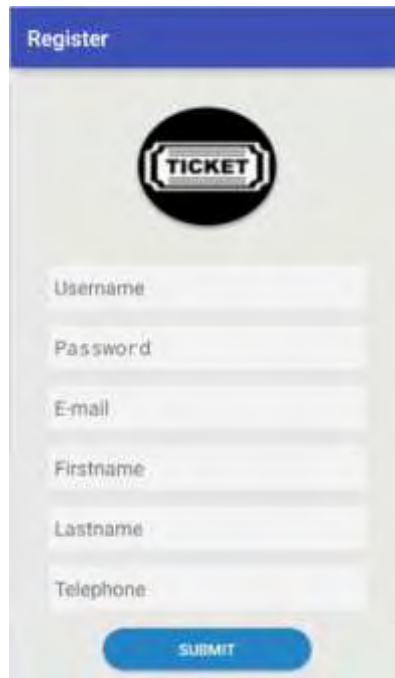 Register
TICKET
Username
Password
E-mail
Firstname
Lastname
Telephone
SUBMIT